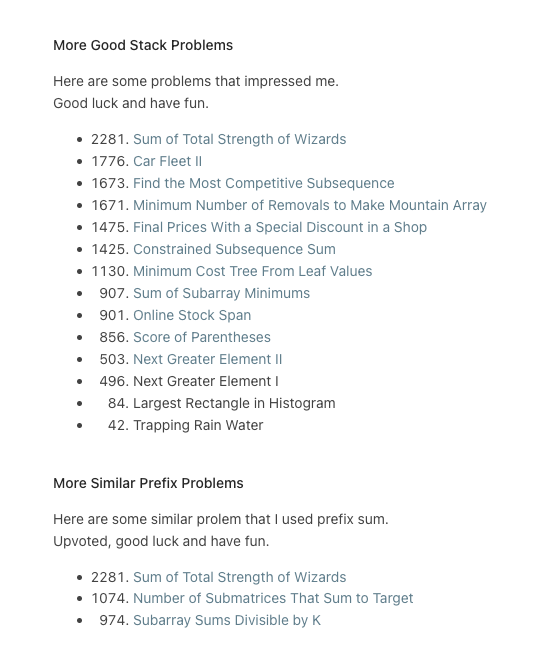 More Good Stack Problems
Here are some problems that impressed me.
Good luck and have fun.
• 2281. Sum of Total Strength of Wizards
• 1776. Car Fleet II
• 1673. Find the Most Competitive Subsequence
• 1671. Minimum Number of Removals to Make Mountain Array
• 1475. Final Prices With a Special Discount in a Shop
• 1425. Constrained Subsequence Sum
• 1130. Minimum Cost Tree From Leaf Values
• 907. Sum of Subarray Minimums
• 901. Online Stock Span
• 856. Score of Parentheses
• 503. Next Greater Element II
• 496. Next Greater Element I
• 84. Largest Rectangle in Histogram
• 42. Trapping Rain Water
More Similar Prefix Problems
Here are some similar prolem that I used prefix sum.
Upvoted, good luck and have fun.
• 2281. Sum of Total Strength of Wizards
• 1074. Number of Submatrices That Sum to Target
• 974. Subarray Sums Divisible by K